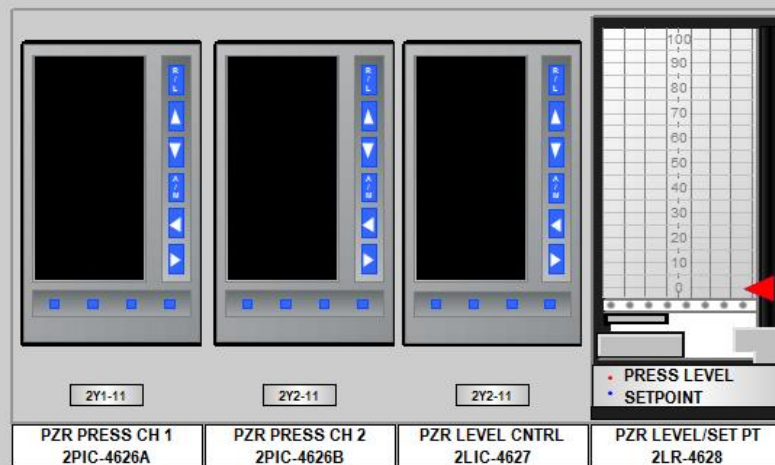 R/L
A/M
R/L
A/M
R/L
A/M
100
90
80
70
60
50
40
30
20
10
0
PRESS LEVEL
SETPOINT
2Y1-11
2Y2-11
2Y2-11
PZR PRESS CH 1
2PIC-4626A
PZR PRESS CH 2
2PIC-4626B
PZR LEVEL CNTRL
2LIC-4627
PZR LEVEL/SET PT
2LR-4628